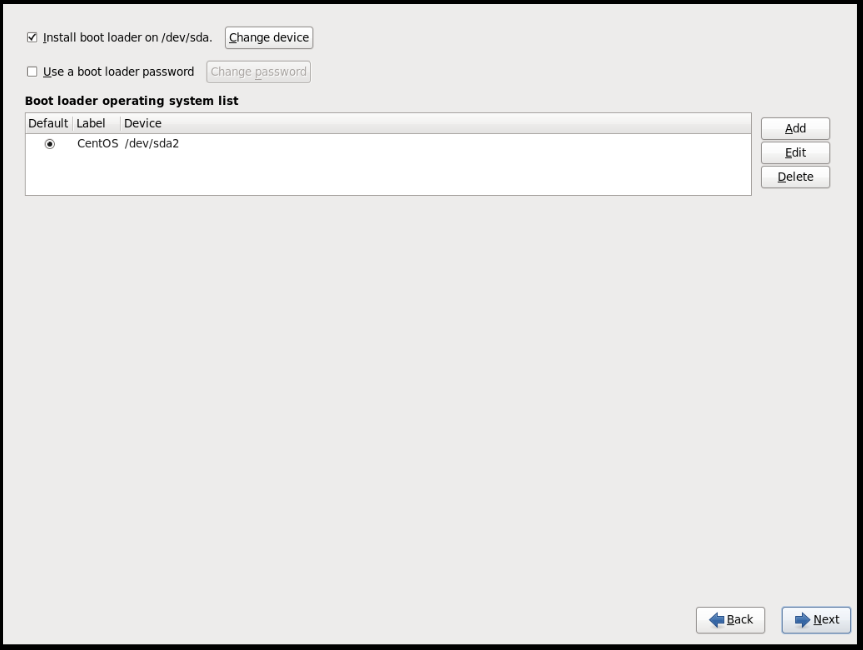 Install boot loader on /dev/sda. Change device
Use a boot loader password Change password
Boot loader operating system list
Default Label Device
CentOS /dev/sda2
Add
Edit
Delete
Back Next